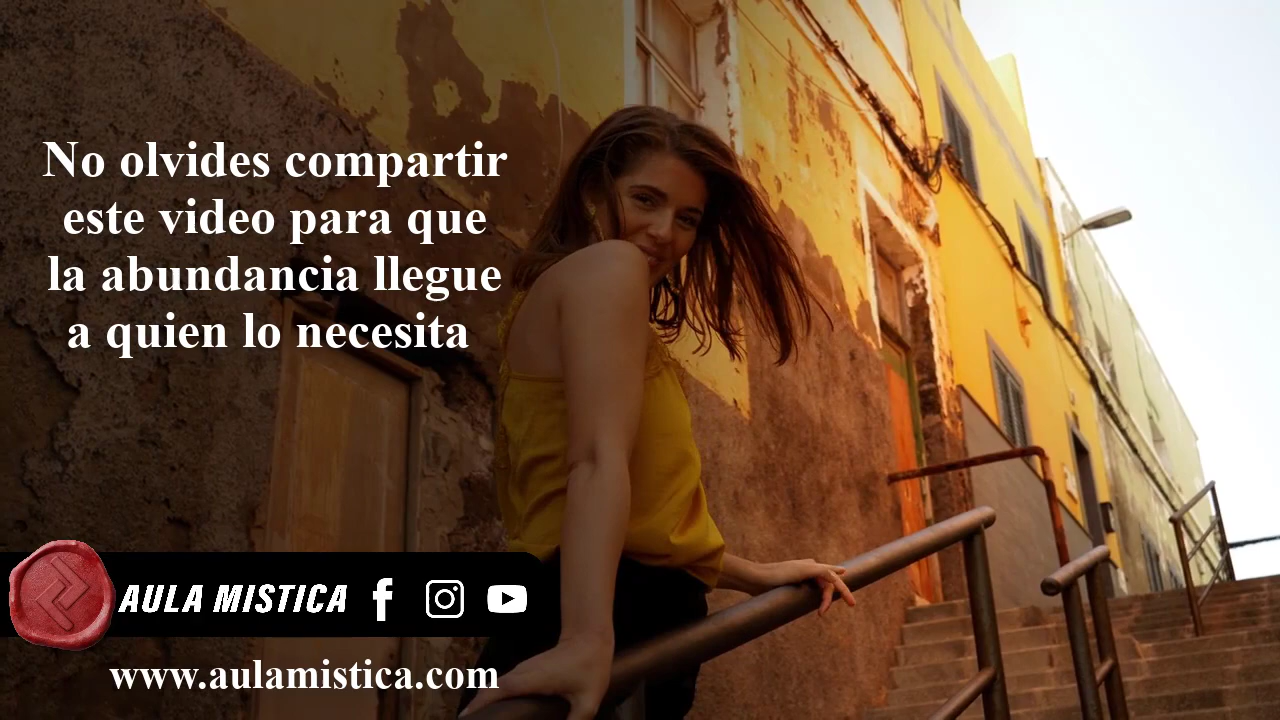 No olvides compartir
este video para que
la abundancia llegue
a quien lo necesita
AULA MISTICA
www.aulamistica.com